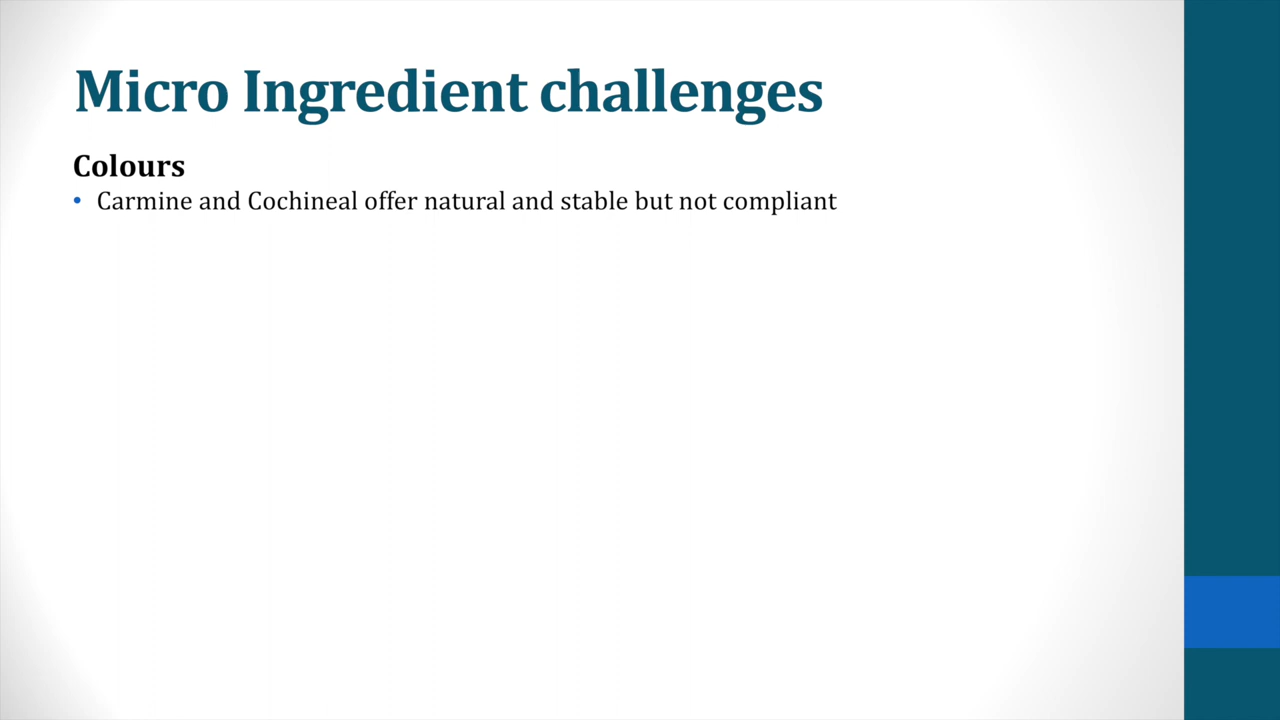 Micro Ingredient challenges
Colours
• Carmine and Cochineal offer natural and stable but not compliant